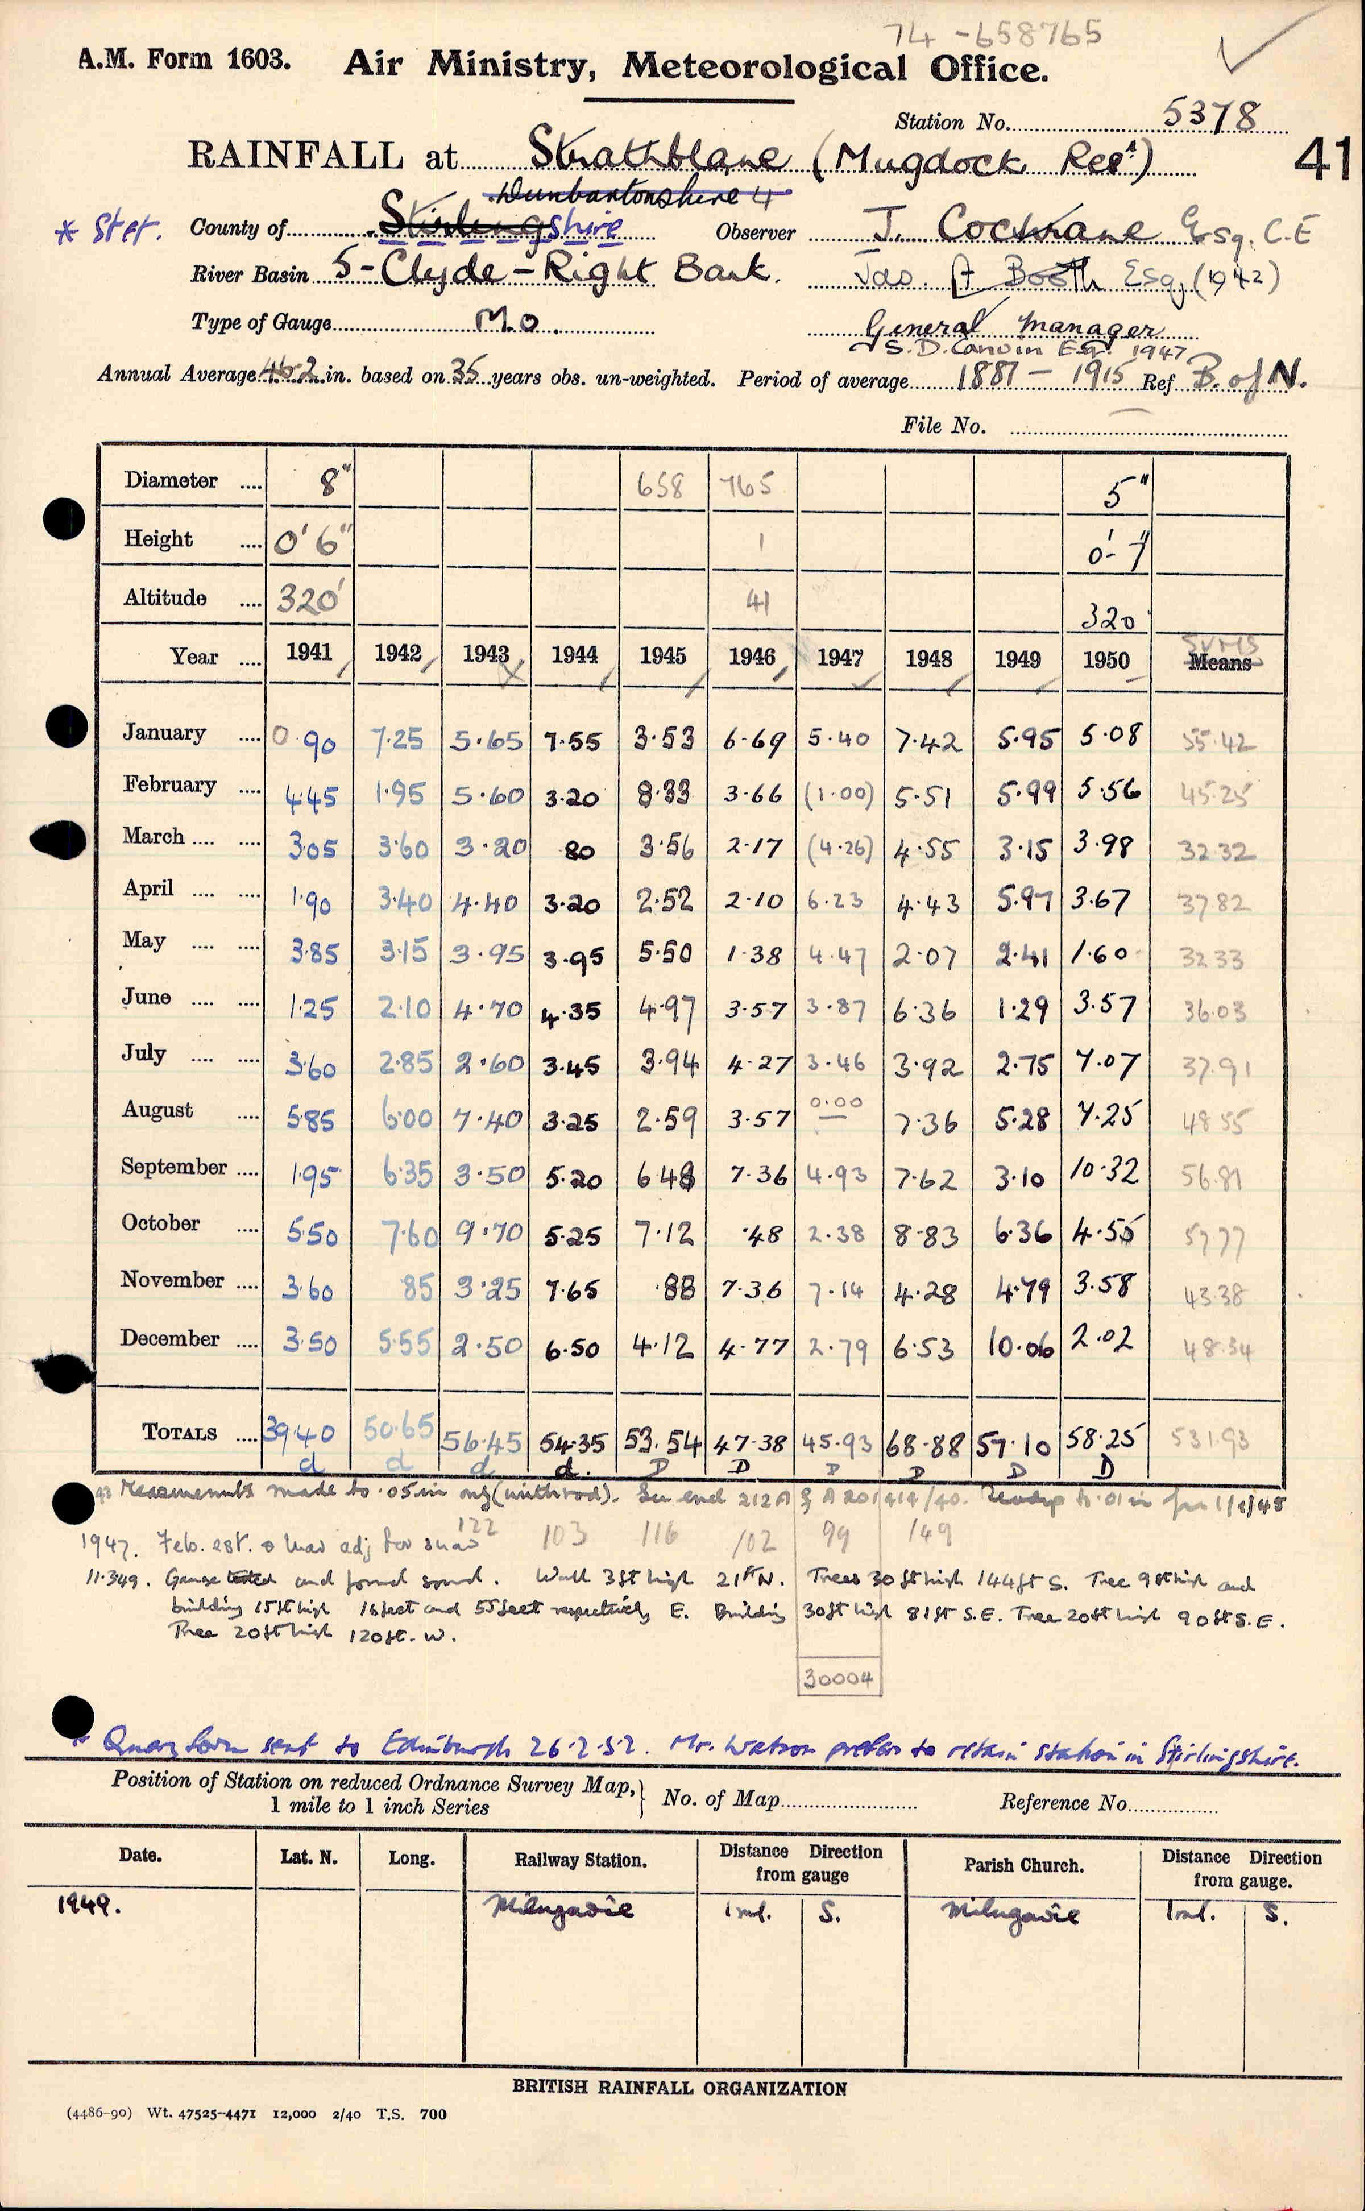 74 -658765
A.M. Form 1603. Air Ministry, Meteorological Office.
Station No. 5378
RAINFALL at Strathblane (Mugdock Resr.) 41
Dunbartonshire 4
* Stet. County of Stirlingshire Observer J. Cochrane Esq. C.E
River Basin 5-Clyde-Right Bank. Jas. A Booth Esq (1942)
Type of Gauge M.O. General Manager
S.D. Canvin Esq. 1947
Annual Average 46.2 in. based on 35 years obs. un-weighted. Period of average 1881-1915 Ref B. of N.
File No.
Diameter .... 8" 658 765 5"
Height .... 0' 6" 1 0'-7"
Altitude .... 320' 41 320'
SUMS
Year .... 1941 1942 1943 1944 1945 1946 1947 1948 1949 1950 Means
January .... 0.90 7.25 5.65 7.55 3.53 6.69 5.40 7.42 5.95 5.08 55.42
February .... 4.45 1.95 5.60 3.20 8.33 3.66 (1.00) 5.51 5.99 5.56 45.25
March .... .... 3.05 3.60 3.20 80 3.56 2.17 (4.26) 4.55 3.15 3.98 32.32
April .... .... 1.90 3.40 4.40 3.20 2.52 2.10 6.23 4.43 5.97 3.67 37.82
May .... .... 3.85 3.15 3.95 3.95 5.50 1.38 4.47 2.07 2.41 1.60 32.33
June .... .... 1.25 2.10 4.70 4.35 4.97 3.57 3.87 6.36 1.29 3.57 36.03
July .... .... 3.60 2.85 2.60 3.45 3.94 4.27 3.46 3.92 2.75 7.07 37.91
August .... 5.85 6.00 7.40 3.25 2.59 3.57 0.00 7.36 5.28 7.25 48.55
September .... 1.95 6.35 3.50 5.20 6.48 7.36 4.93 7.62 3.10 10.32 56.81
October .... 5.50 7.60 9.70 5.25 7.12 .48 2.38 8.83 6.36 4.55 57.77
November .... 3.60 85 3.25 7.65 .88 7.36 7.14 4.28 4.79 3.58 43.38
December .... 3.50 5.55 2.50 6.50 4.12 4.77 2.79 6.53 10.06 2.02 48.34
TOTALS .... 39.40 50.65 56.45 54.35 53.54 47.38 45.93 68.88 57.10 58.25 531.93
d d d d. D D D D D D
Measurements made to .05 in only (with rod). See end 212A & A201414/40. Readings to .01 in from 1/1/45
122 103 116 102 99 149
1947. Feb. est. & Mar adj for snow
11.3.49. Gauge tested and found sound. Wall 3ft high 21ft N. Trees 30ft high 144ft S. Tree 9ft high and
building 15ft high 16feet and 55feet respectively E. Building 30ft high 81ft S.E. Tree 20ft high 90ft S.E.
Tree 20ft high 120ft. W.
30004
* Query form sent to Edinburgh 26.2.52. Mr. Watson prefers to retain station in Stirlingshire.
Position of Station on reduced Ordnance Survey Map,
1 mile to 1 inch Series } No. of Map Reference No.
Date. Lat. N. Long. Railway Station. Distance Direction from gauge Parish Church. Distance Direction from gauge.
1949. Milngavie 1ml. S. Milngavie 1ml. S.
BRITISH RAINFALL ORGANIZATION
(4486-90) Wt. 47525-4471 12,000 2/40 T.S. 700